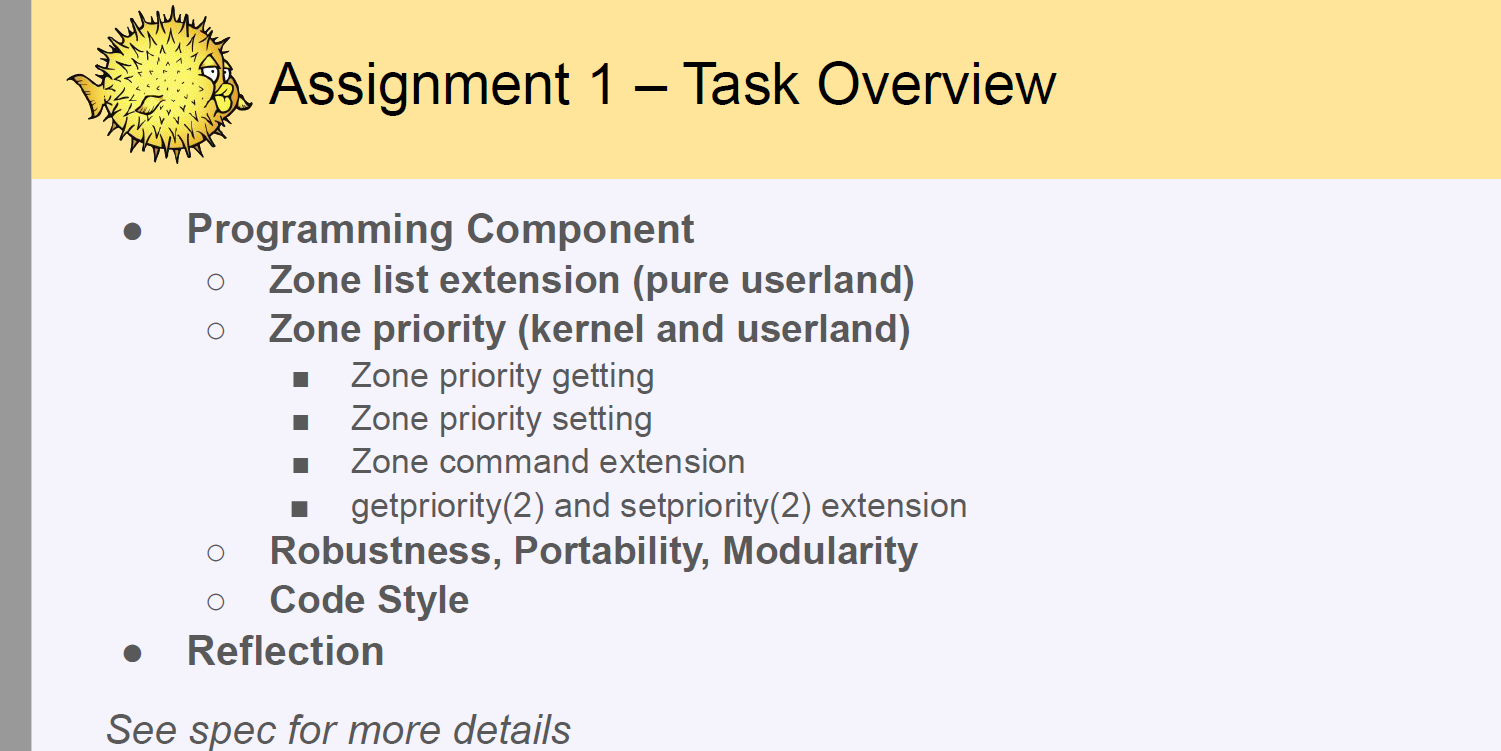 Assignment 1 – Task Overview
● Programming Component
○ Zone list extension (pure userland)
○ Zone priority (kernel and userland)
■ Zone priority getting
■ Zone priority setting
■ Zone command extension
■ getpriority(2) and setpriority(2) extension
○ Robustness, Portability, Modularity
○ Code Style
● Reflection
See spec for more details